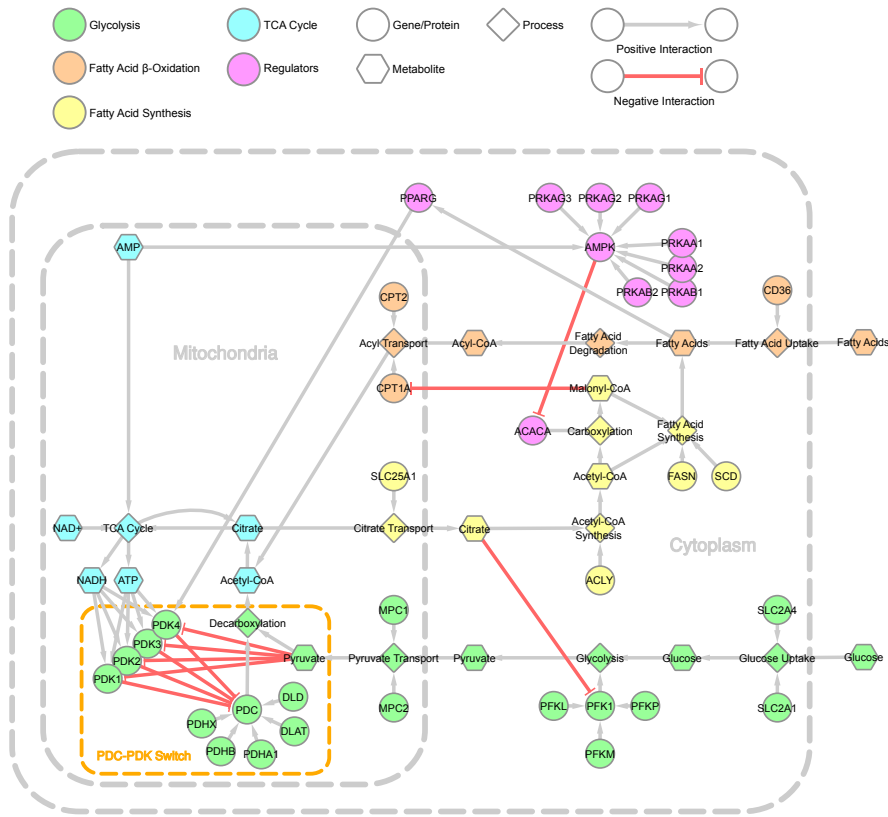 Glycolysis
TCA Cycle
Gene/Protein
Process
Positive Interaction
Fatty Acid β-Oxidation
Regulators
Metabolite
Negative Interaction
Fatty Acid Synthesis
PPARG
PRKAG3
PRKAG2
PRKAG1
AMP
AMPK
PRKAA1
PRKAA2
PRKAB2
PRKAB1
CD36
CPT2
Mitochondria
Acyl Transport
Acyl-CoA
Fatty Acid
Degradation
Fatty Acids
Fatty Acid Uptake
Fatty Acids
CPT1A
Malonyl-CoA
ACACA
Carboxylation
Fatty Acid
Synthesis
SLC25A1
Acetyl-CoA
FASN
SCD
NAD+
TCA Cycle
Citrate
Citrate Transport
Citrate
Acetyl-CoA
Synthesis
Cytoplasm
NADH
ATP
Acetyl-CoA
ACLY
MPC1
SLC2A4
PDK4
Decarboxylation
PDK3
PDK2
PDK1
Pyruvate
Pyruvate Transport
Pyruvate
Glycolysis
Glucose
Glucose Uptake
Glucose
DLD
PDC
PDHX
DLAT
MPC2
PFKL
PFK1
PFKP
SLC2A1
PDHB
PDHA1
PFKM
PDC-PDK Switch